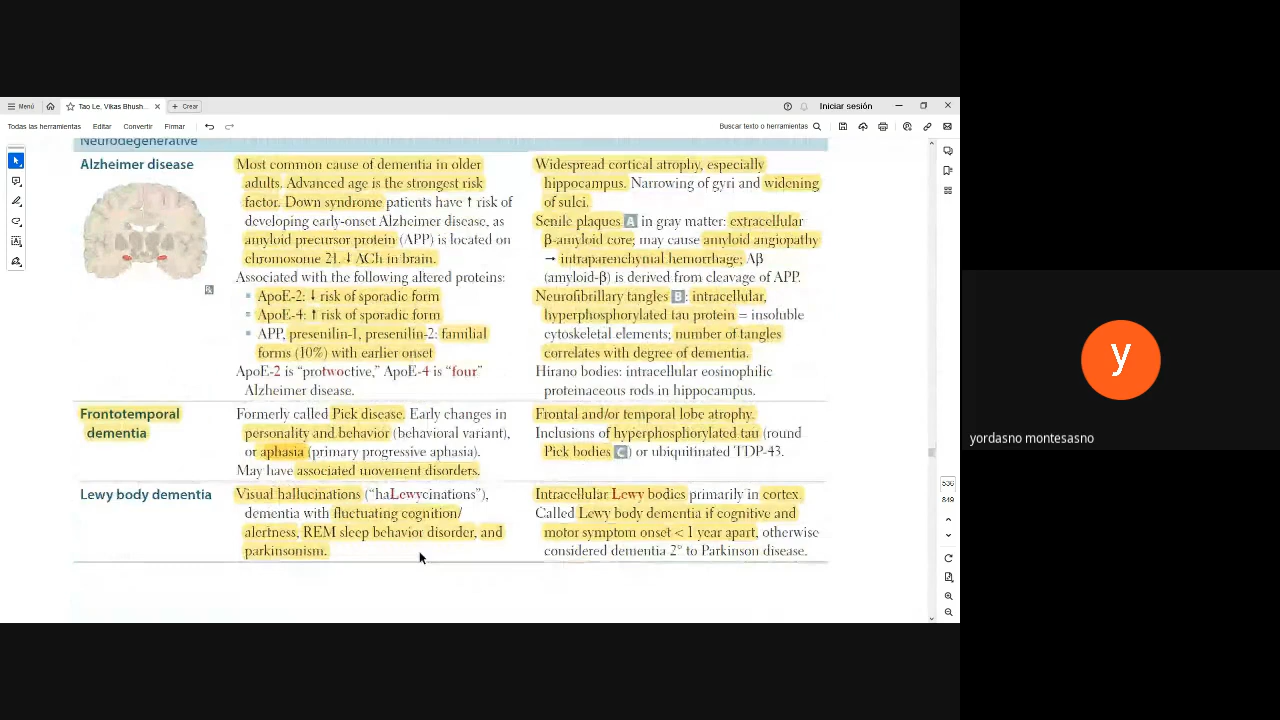 Menú
Tao Le, Vikas Bhush...
Crear
Iniciar sesión
Todas las herramientas Editar Convertir Firmar
Buscar texto o herramientas
Neurodegenerative
Alzheimer disease
Most common cause of dementia in older
adults. Advanced age is the strongest risk
factor. Down syndrome patients have ↑ risk of
developing early-onset Alzheimer disease, as
amyloid precursor protein (APP) is located on
chromosome 21. ↓ ACh in brain.
Associated with the following altered proteins:
ApoE-2: ↓ risk of sporadic form
ApoE-4: ↑ risk of sporadic form
APP, presenilin-1, presenilin-2: familial
forms (10%) with earlier onset
ApoE-2 is “protwoctive,” ApoE-4 is “four”
Alzheimer disease.
Widespread cortical atrophy, especially
hippocampus. Narrowing of gyri and widening
of sulci.
Senile plaques A in gray matter: extracellular
β-amyloid core; may cause amyloid angiopathy
→ intraparenchymal hemorrhage; Aβ
(amyloid-β) is derived from cleavage of APP.
Neurofibrillary tangles B: intracellular,
hyperphosphorylated tau protein = insoluble
cytoskeletal elements; number of tangles
correlates with degree of dementia.
Hirano bodies: intracellular eosinophilic
proteinaceous rods in hippocampus.
Frontotemporal
dementia
Formerly called Pick disease. Early changes in
personality and behavior (behavioral variant),
or aphasia (primary progressive aphasia).
May have associated movement disorders.
Frontal and/or temporal lobe atrophy.
Inclusions of hyperphosphorylated tau (round
Pick bodies C) or ubiquitinated TDP-43.
Lewy body dementia
Visual hallucinations (“haLewycinations”),
dementia with fluctuating cognition/
alertness, REM sleep behavior disorder, and
parkinsonism.
Intracellular Lewy bodies primarily in cortex.
Called Lewy body dementia if cognitive and
motor symptom onset < 1 year apart, otherwise
considered dementia 2° to Parkinson disease.
536
849
y
yordasno montesasno